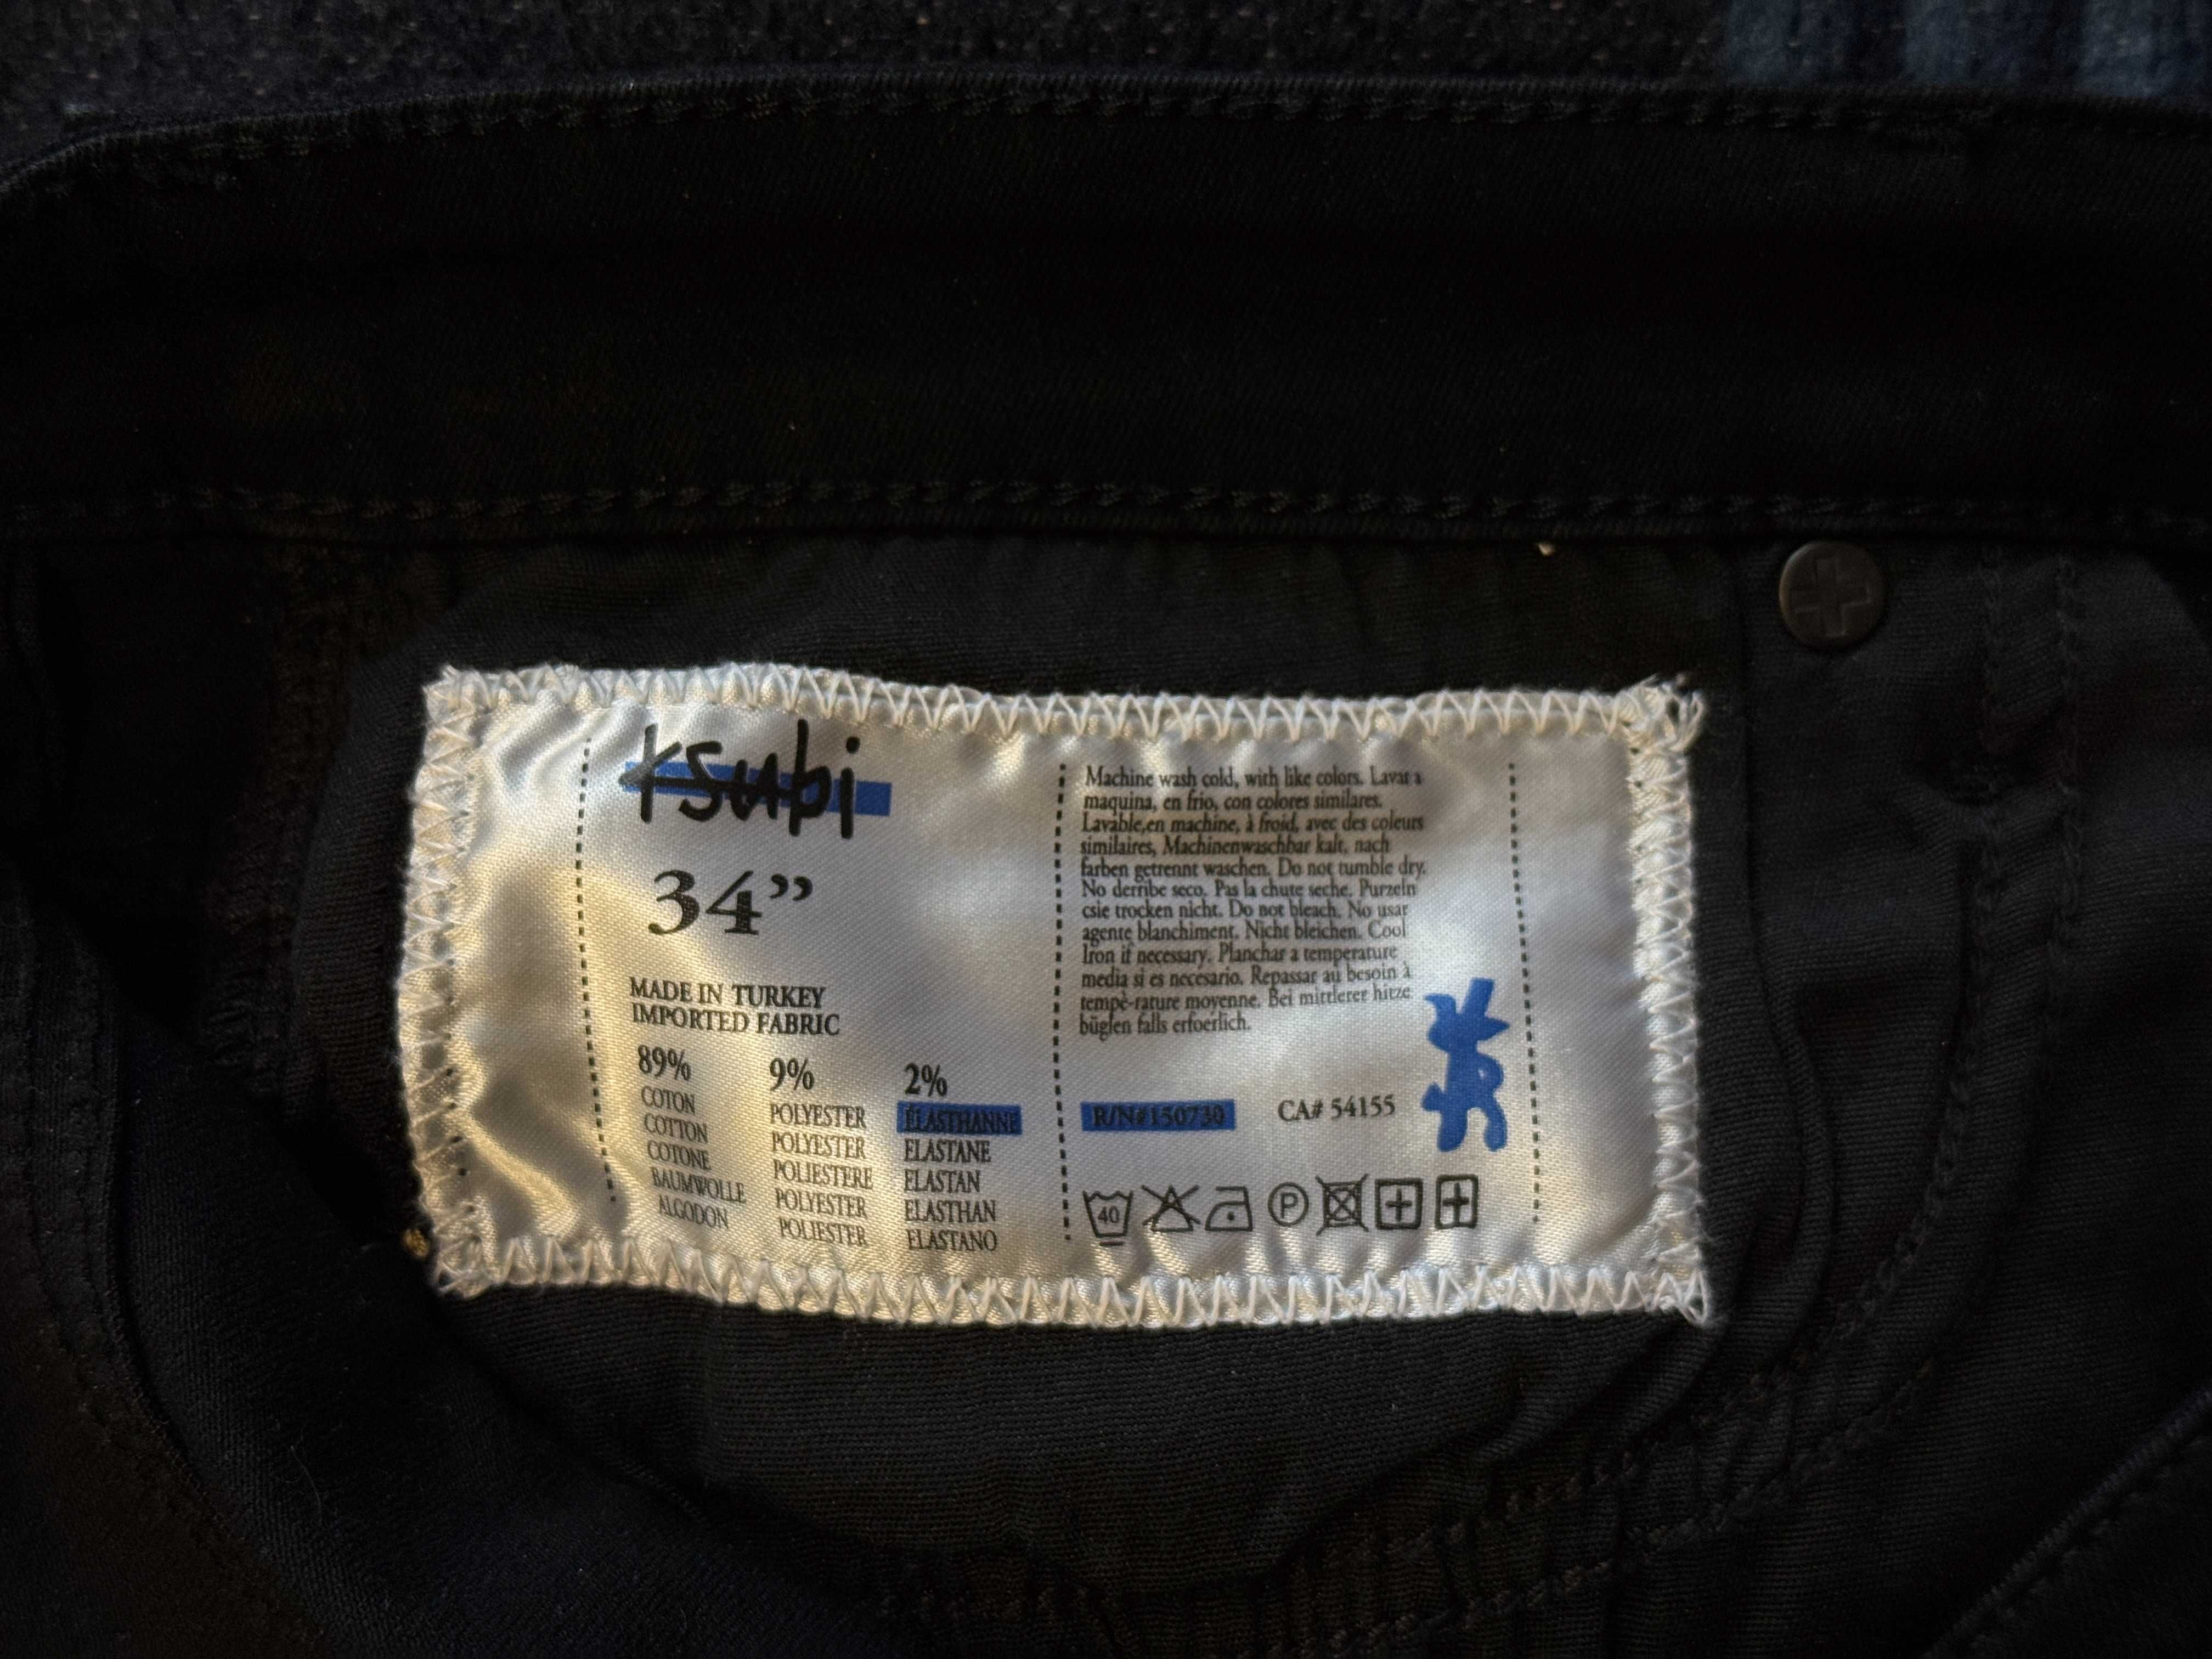 ksubi
34”
MADE IN TURKEY
IMPORTED FABRIC
89%
COTON
COTTON
COTONE
BAUMWOLLE
ALGODON
9%
POLYESTER
POLYESTER
POLIESTERE
POLYESTER
POLIESTER
2%
ÉLASTHANNE
ELASTANE
ELASTAN
ELASTHAN
ELASTANO
Machine wash cold, with like colors. Lavar a
maquina, en frio, con colores similares.
Lavable,en machine, à froid, avec des coleurs
similaires, Machinenwaschbar kalt, nach
farben getrennt waschen. Do not tumble dry.
No derribe seco. Pas la chute seche. Purzeln
csie trocken nicht. Do not bleach. No usar
agente blanchiment. Nicht bleichen. Cool
Iron if necessary. Planchar a temperature
media si es necesario. Repassar au besoin à
tempè-rature moyenne. Bei mittlerer hitze
büglen falls erfoerlich.
R/N#150730 CA# 54155
40 P